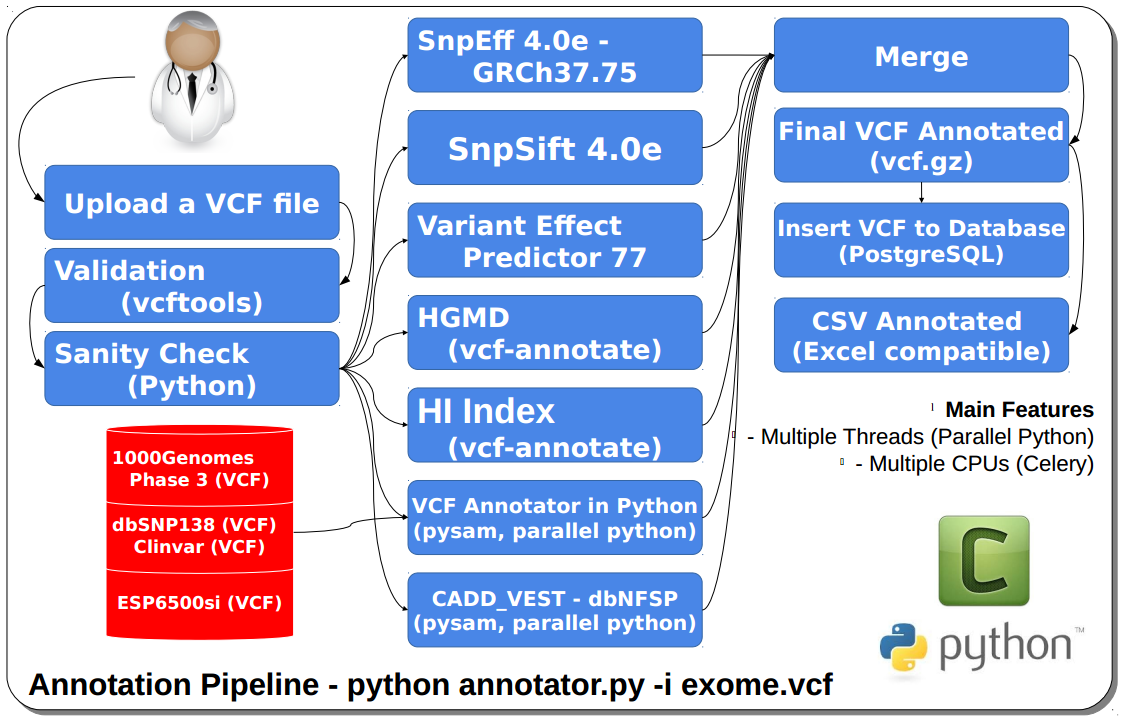 Upload a VCF file
Validation
(vcftools)
Sanity Check
(Python)
1000Genomes
Phase 3 (VCF)
dbSNP138 (VCF)
Clinvar (VCF)
ESP6500si (VCF)
SnpEff 4.0e -
GRCh37.75
SnpSift 4.0e
Variant Effect
Predictor 77
HGMD
(vcf-annotate)
HI Index
(vcf-annotate)
VCF Annotator in Python
(pysam, parallel python)
CADD_VEST - dbNFSP
(pysam, parallel python)
Merge
Final VCF Annotated
(vcf.gz)
Insert VCF to Database
(PostgreSQL)
CSV Annotated
(Excel compatible)
Main Features
- Multiple Threads (Parallel Python)
- Multiple CPUs (Celery)
C
python™
Annotation Pipeline - python annotator.py -i exome.vcf